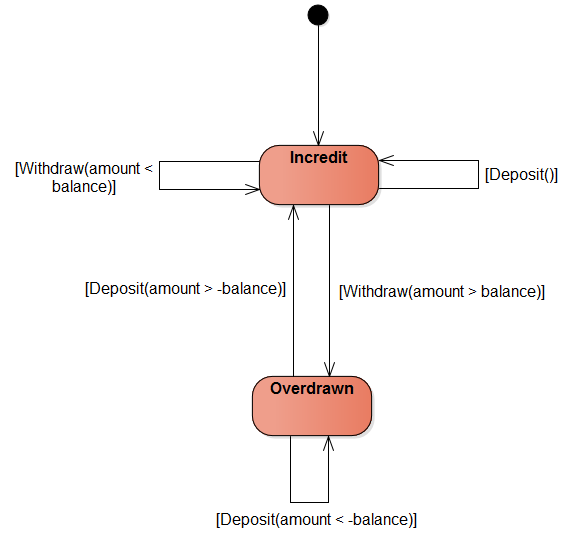 Incredit
[Withdraw(amount <
balance)]
[Deposit()]
[Deposit(amount > -balance)]
[Withdraw(amount > balance)]
Overdrawn
[Deposit(amount < -balance)]